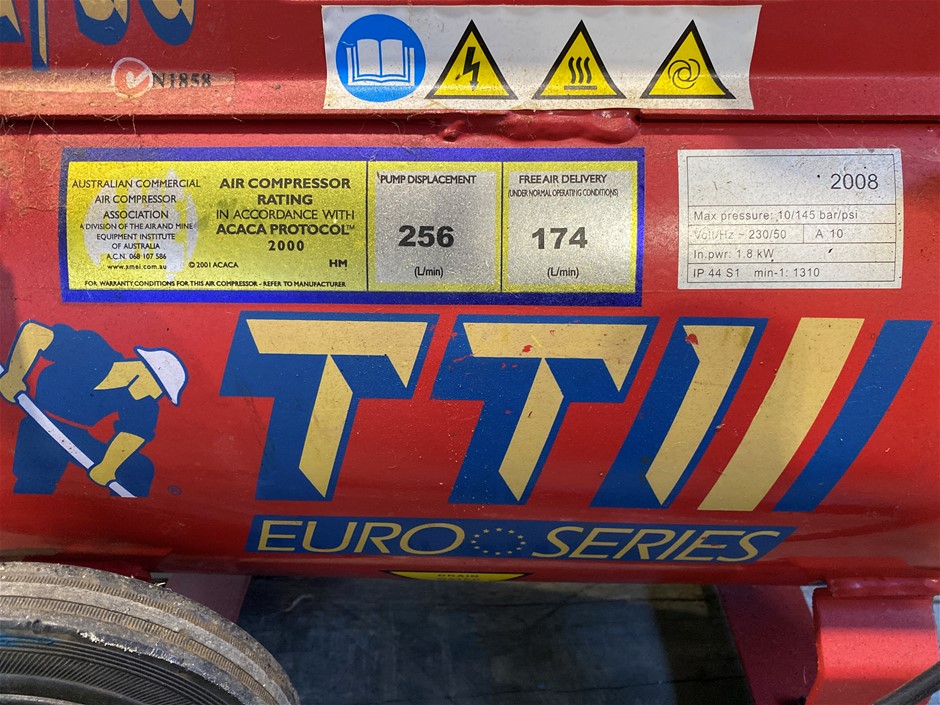 N1858
AUSTRALIAN COMMERCIAL
AIR COMPRESSOR
ASSOCIATION
A DIVISION OF THE AIR AND MINE
EQUIPMENT INSTITUTE
OF AUSTRALIA
A.C.N. 068 107 586
www.amei.com.au
AIR COMPRESSOR
RATING
IN ACCORDANCE WITH
ACACA PROTOCOL™
2000
© 2001 ACACA
HM
FOR WARRANTY CONDITIONS FOR THIS AIR COMPRESSOR - REFER TO MANUFACTURER
PUMP DISPLACEMENT
256
(L/min)
FREE AIR DELIVERY
(UNDER NORMAL OPERATING CONDITIONS)
174
(L/min)
2008
Max pressure: 10/145 bar/psi
Volt/Hz ~ 230/50 A 10
In.pwr: 1.8 kW
IP 44 S1 min-1: 1310
TTI
®
EURO SERIES
DRAIN